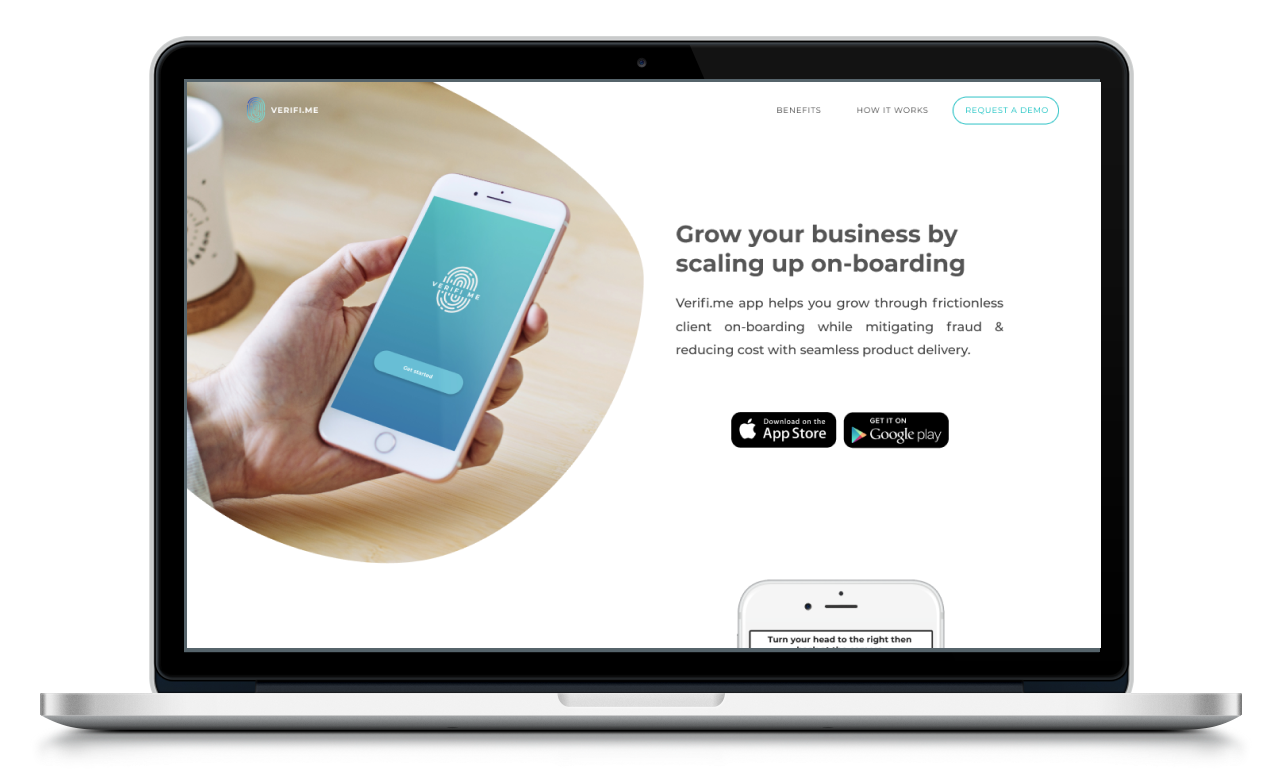 VERIFI.ME
BENEFITS
HOW IT WORKS
REQUEST A DEMO
Grow your business by
scaling up on-boarding
Verifi.me app helps you grow through frictionless
client on-boarding while mitigating fraud &
reducing cost with seamless product delivery.
VERIFI.ME
Get started
Download on the
App Store
GET IT ON
Google play
Turn your head to the right then